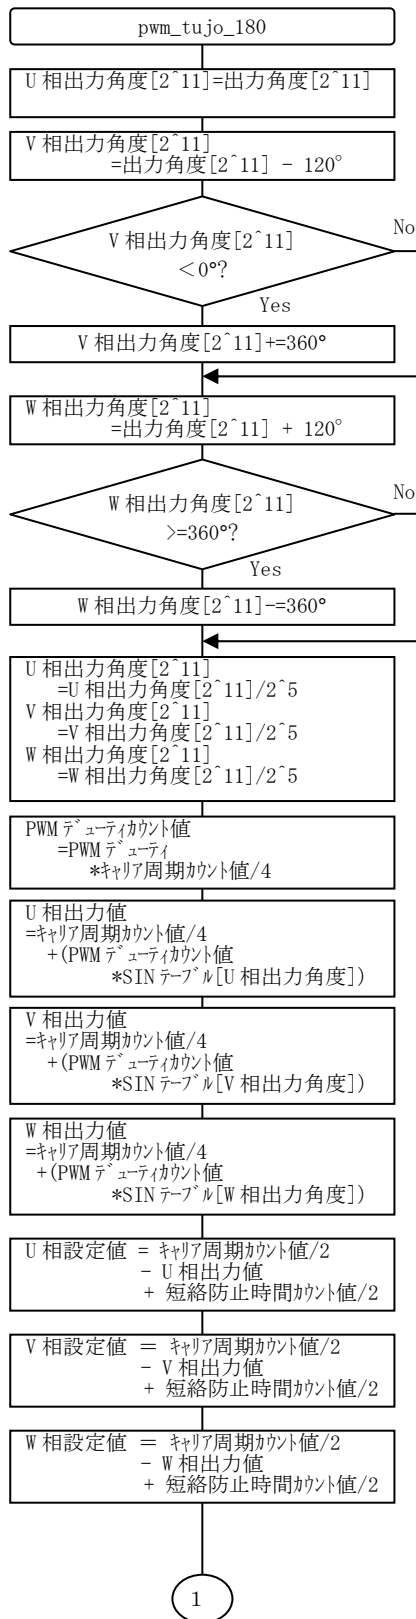 pwm_tujo_180
U 相出力角度[2^11]=出力角度[2^11]
V 相出力角度[2^11]
=出力角度[2^11] - 120°
V 相出力角度[2^11]
<0°?
No
Yes
V 相出力角度[2^11]+=360°
W 相出力角度[2^11]
=出力角度[2^11] + 120°
W 相出力角度[2^11]
>=360°?
No
Yes
W 相出力角度[2^11]-=360°
U 相出力角度[2^11]
=U 相出力角度[2^11]/2^5
V 相出力角度[2^11]
=V 相出力角度[2^11]/2^5
W 相出力角度[2^11]
=W 相出力角度[2^11]/2^5
PWM ﾃﾞｭｰﾃｨｶｳﾝﾄ値
=PWM ﾃﾞｭｰﾃｨ
*ｷｬﾘｱ周期ｶｳﾝﾄ値/4
U 相出力値
=ｷｬﾘｱ周期ｶｳﾝﾄ値/4
+(PWM ﾃﾞｭｰﾃｨｶｳﾝﾄ値
*SIN ﾃｰﾌﾞﾙ[U 相出力角度])
V 相出力値
=ｷｬﾘｱ周期ｶｳﾝﾄ値/4
+(PWM ﾃﾞｭｰﾃｨｶｳﾝﾄ値
*SIN ﾃｰﾌﾞﾙ[V 相出力角度])
W 相出力値
=ｷｬﾘｱ周期ｶｳﾝﾄ値/4
+(PWM ﾃﾞｭｰﾃｨｶｳﾝﾄ値
*SIN ﾃｰﾌﾞﾙ[W 相出力角度])
U 相設定値 = ｷｬﾘｱ周期ｶｳﾝﾄ値/2
- U 相出力値
+ 短絡防止時間ｶｳﾝﾄ値/2
V 相設定値 = ｷｬﾘｱ周期ｶｳﾝﾄ値/2
- V 相出力値
+ 短絡防止時間ｶｳﾝﾄ値/2
W 相設定値 = ｷｬﾘｱ周期ｶｳﾝﾄ値/2
- W 相出力値
+ 短絡防止時間ｶｳﾝﾄ値/2
1